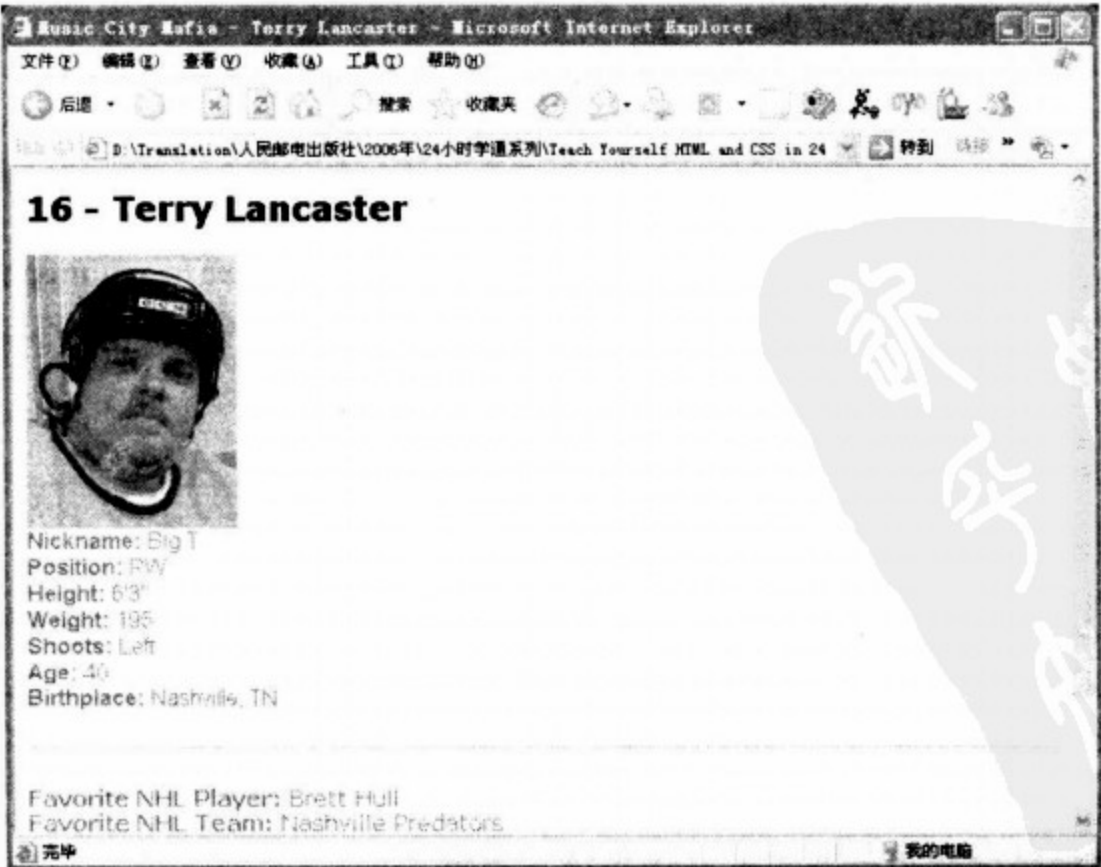 Music City Mafia - Terry Lancaster - Microsoft Internet Explorer
文件(F) 编辑(E) 查看(V) 收藏(A) 工具(T) 帮助(H)
后退 搜索 收藏夹
D:\Translation\人民邮电出版社\2006年\24小时学通系列\Teach Yourself HTML and CSS in 24 转到 链接 »
16 - Terry Lancaster
Nickname: Big T
Position: RW
Height: 6'3"
Weight: 195
Shoots: Left
Age: 40
Birthplace: Nashville, TN
Favorite NHL Player: Brett Hull
Favorite NHL Team: Nashville Predators
完毕 我的电脑